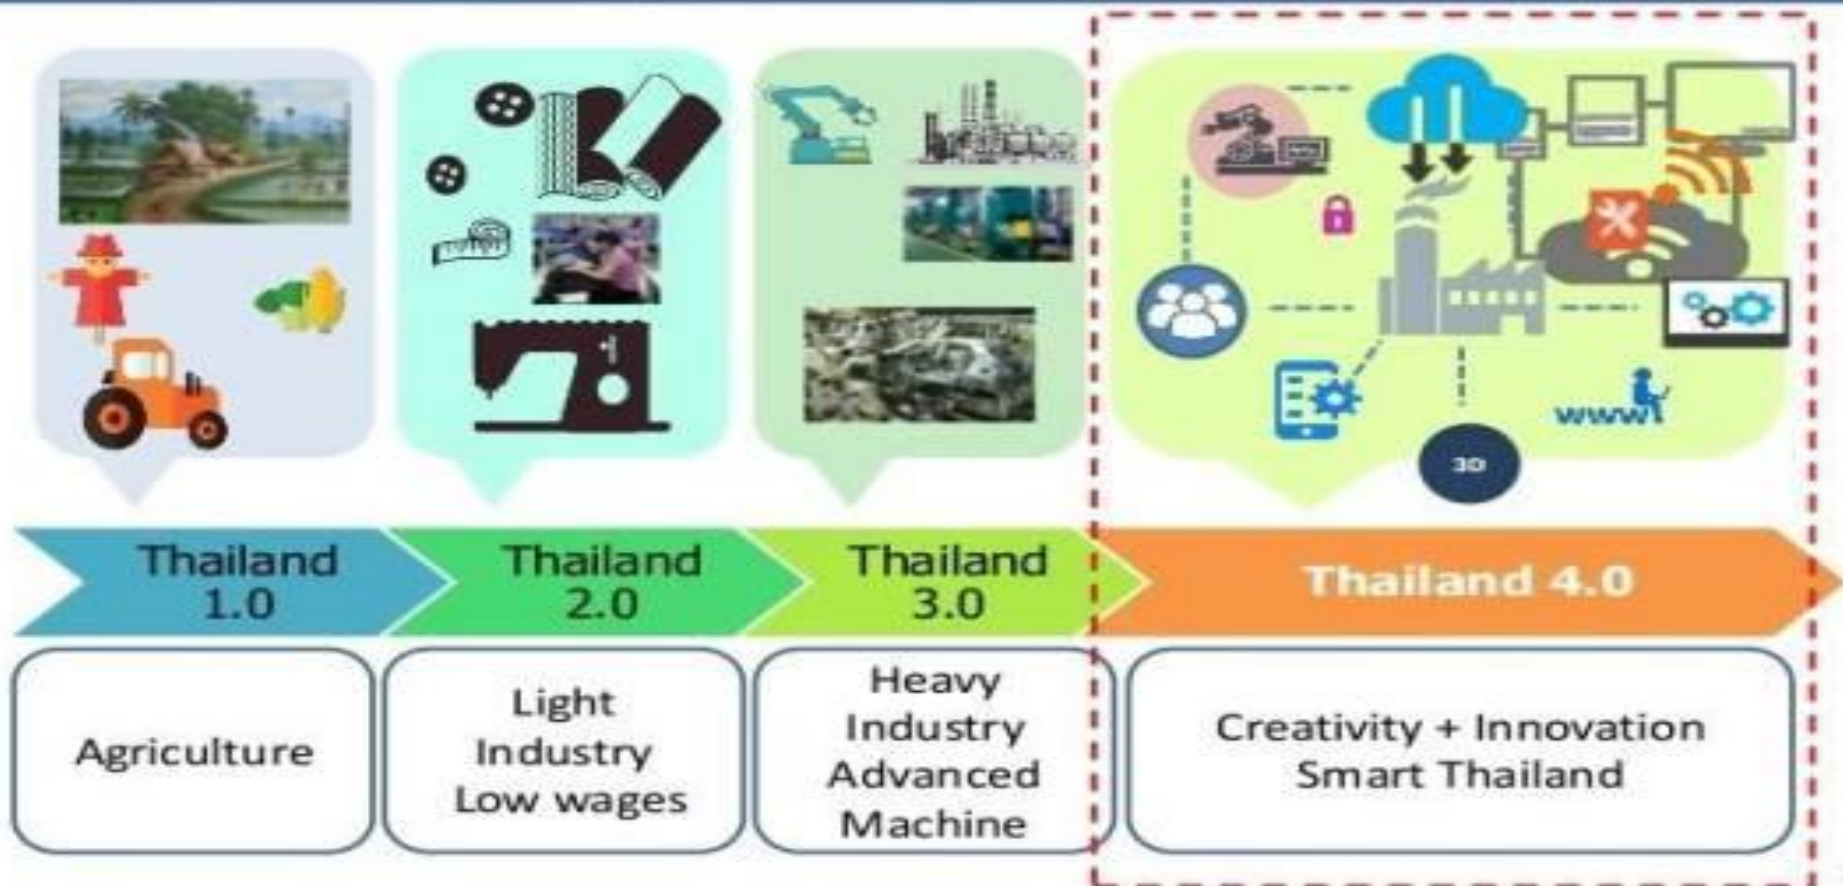 3D
www
Thailand
1.0
Thailand
2.0
Thailand
3.0
Thailand 4.0
Agriculture
Light
Industry
Low wages
Heavy
Industry
Advanced
Machine
Creativity + Innovation
Smart Thailand